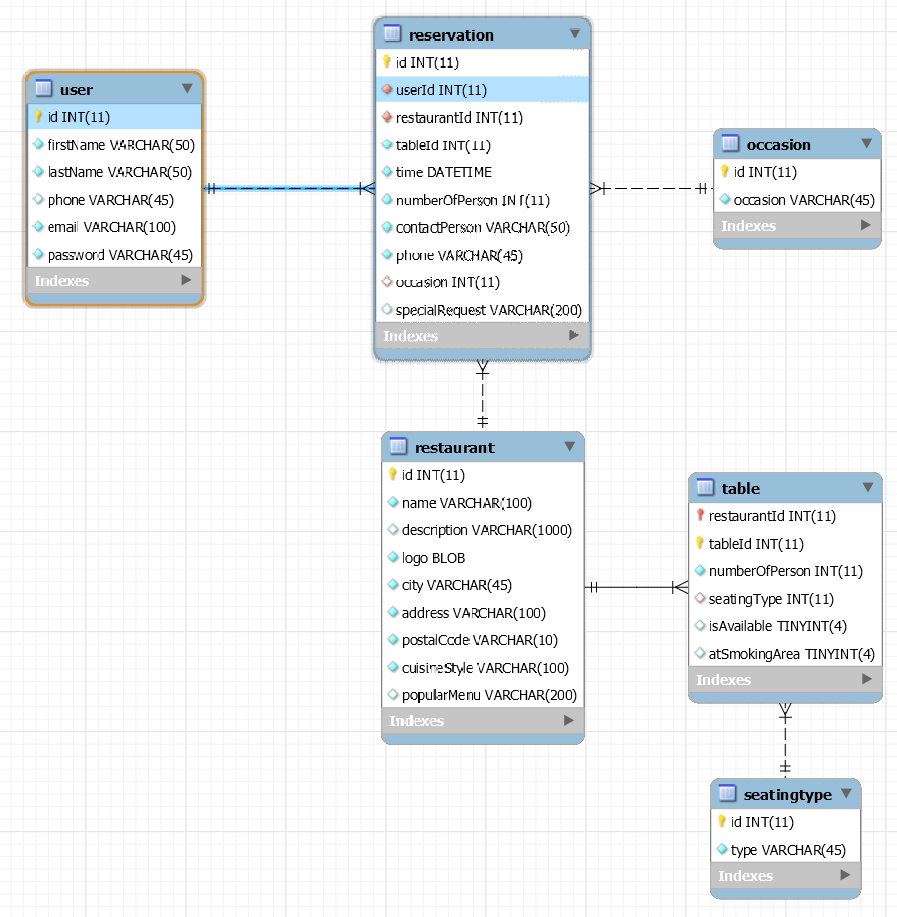 user
id INT(11)
firstName VARCHAR(50)
lastName VARCHAR(50)
phone VARCHAR(45)
email VARCHAR(100)
password VARCHAR(45)
Indexes
reservation
id INT(11)
userId INT(11)
restaurantId INT(11)
tableId INT(11)
time DATETIME
numberOfPerson INT(11)
contactPerson VARCHAR(50)
phone VARCHAR(45)
occasion INT(11)
specialRequest VARCHAR(200)
Indexes
occasion
id INT(11)
occasion VARCHAR(45)
Indexes
restaurant
id INT(11)
name VARCHAR(100)
description VARCHAR(1000)
logo BLOB
city VARCHAR(45)
address VARCHAR(100)
postalCode VARCHAR(10)
cuisineStyle VARCHAR(100)
popularMenu VARCHAR(200)
Indexes
table
restaurantId INT(11)
tableId INT(11)
numberOfPerson INT(11)
seatingType INT(11)
isAvailable TINYINT(4)
atSmokingArea TINYINT(4)
Indexes
seatingtype
id INT(11)
type VARCHAR(45)
Indexes